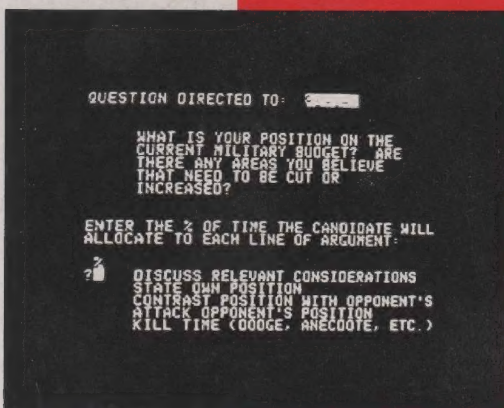 QUESTION DIRECTED TO:
WHAT IS YOUR POSITION ON THE
CURRENT MILITARY BUDGET? ARE
THERE ANY AREAS YOU BELIEVE
THAT NEED TO BE CUT OR
INCREASED?
ENTER THE % OF TIME THE CANDIDATE WILL
ALLOCATE TO EACH LINE OF ARGUMENT:
%
? DISCUSS RELEVANT CONSIDERATIONS
STATE OWN POSITION
CONTRAST POSITION WITH OPPONENT'S
ATTACK OPPONENT'S POSITION
KILL TIME (DODGE, ANECDOTE, ETC.)